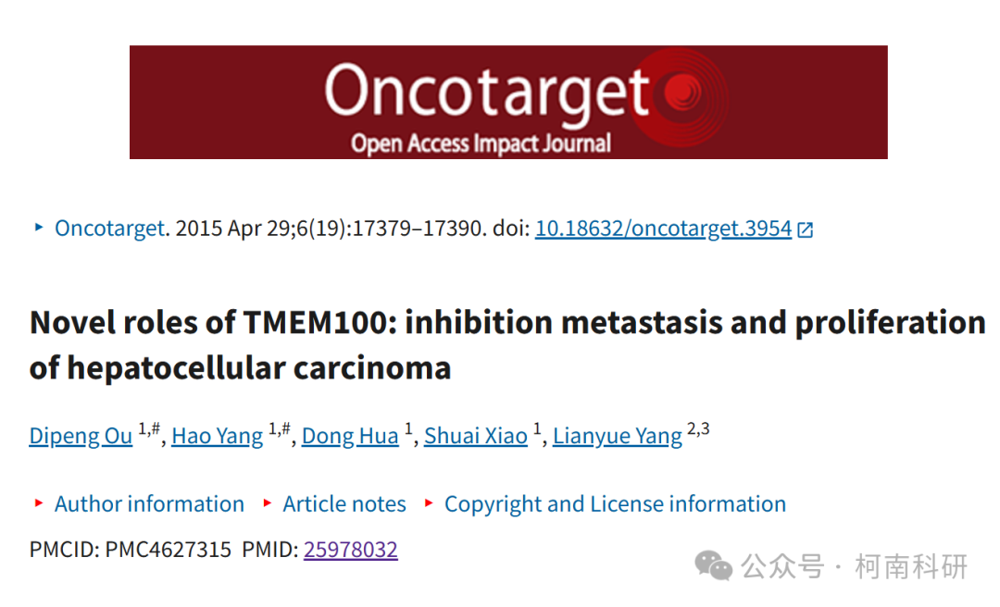 Oncotarget
Open Access Impact Journal
Oncotarget. 2015 Apr 29;6(19):17379–17390. doi: 10.18632/oncotarget.3954
Novel roles of TMEM100: inhibition metastasis and proliferation
of hepatocellular carcinoma
Dipeng Ou 1,#, Hao Yang 1,#, Dong Hua 1, Shuai Xiao 1, Lianyue Yang 2,3
Author information Article notes Copyright and License information
PMCID: PMC4627315 PMID: 25978032
公众号 · 柯南科研